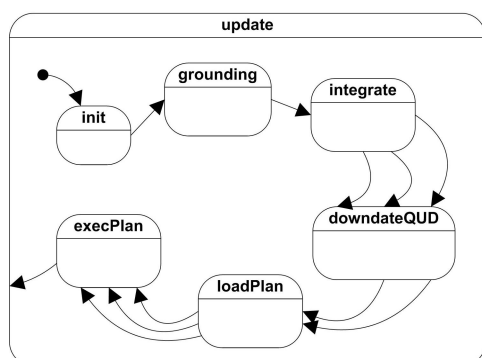 update
grounding
integrate
init
downdateQUD
execPlan
loadPlan